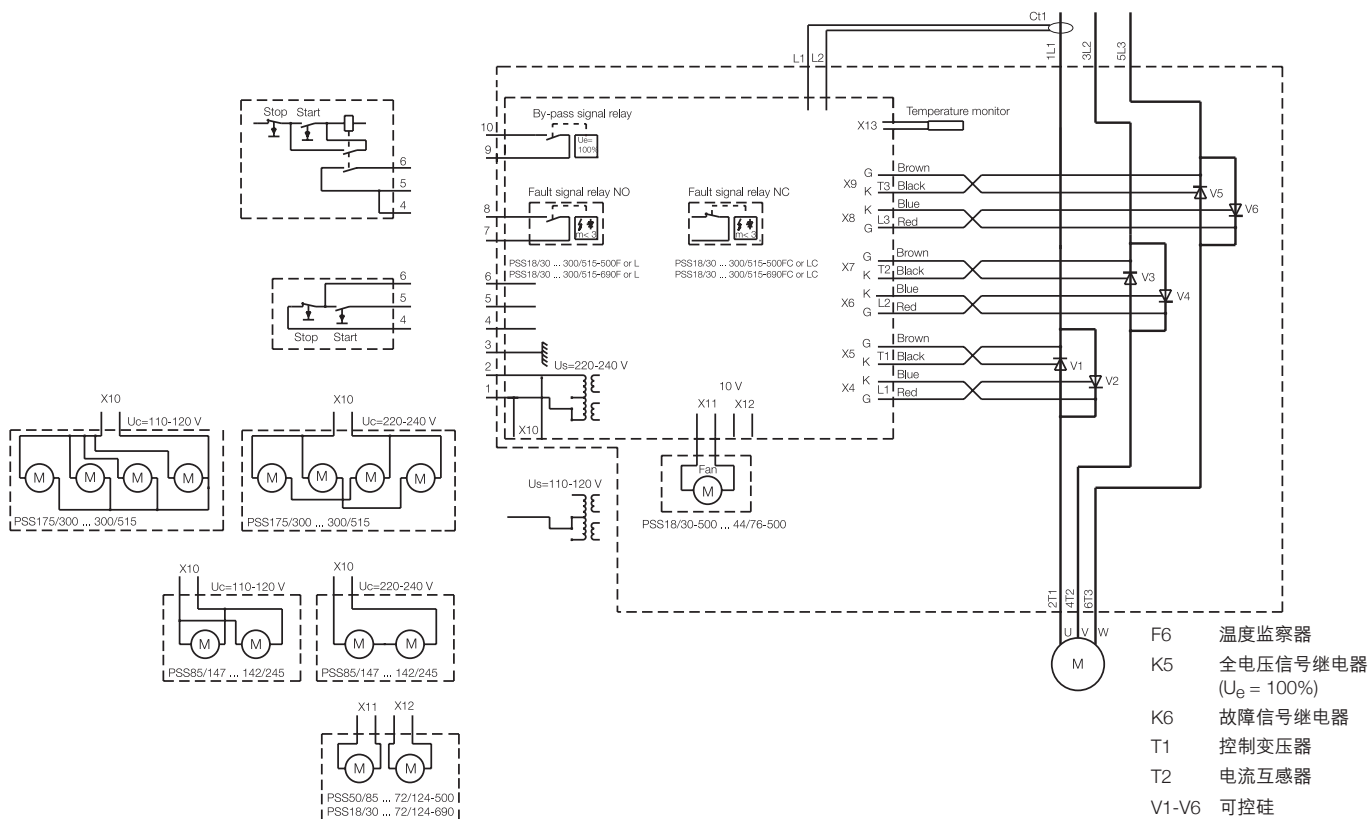 Ct1
L1 L2
1L1 3L2 5L3
Stop Start
6
5
4
By-pass signal relay
10
9
Ue=
100%
X13
Temperature monitor
Fault signal relay NO
8
7
m< 3
PSS18/30 ... 300/515-500F or L
PSS18/30 ... 300/515-690F or L
Fault signal relay NC
m< 3
PSS18/30 ... 300/515-500FC or LC
PSS18/30 ... 300/515-690FC or LC
X9 G Brown
K T3 Black
X8 K Blue
G L3 Red
V5
V6
X7 G Brown
K T2 Black
X6 K Blue
G L2 Red
V3
V4
X5 G Brown
K T1 Black
X4 K Blue
G L1 Red
V1
V2
6
5
4
Stop Start
6
5
4
3
2
1
Us=220-240 V
X10
10 V
X11 X12
Fan
M
PSS18/30-500 ... 44/76-500
Us=110-120 V
X10
Uc=110-120 V
M M M M
PSS175/300 ... 300/515
X10
Uc=220-240 V
M M M M
PSS175/300 ... 300/515
X10
Uc=110-120 V
M M
PSS85/147 ... 142/245
X10
Uc=220-240 V
M M
PSS85/147 ... 142/245
X11 X12
M M
PSS50/85 ... 72/124-500
PSS18/30 ... 72/124-690
2T1 4T2 6T3
U V W
M
F6 温度监察器
K5 全电压信号继电器
(Ue = 100%)
K6 故障信号继电器
T1 控制变压器
T2 电流互感器
V1-V6 可控硅